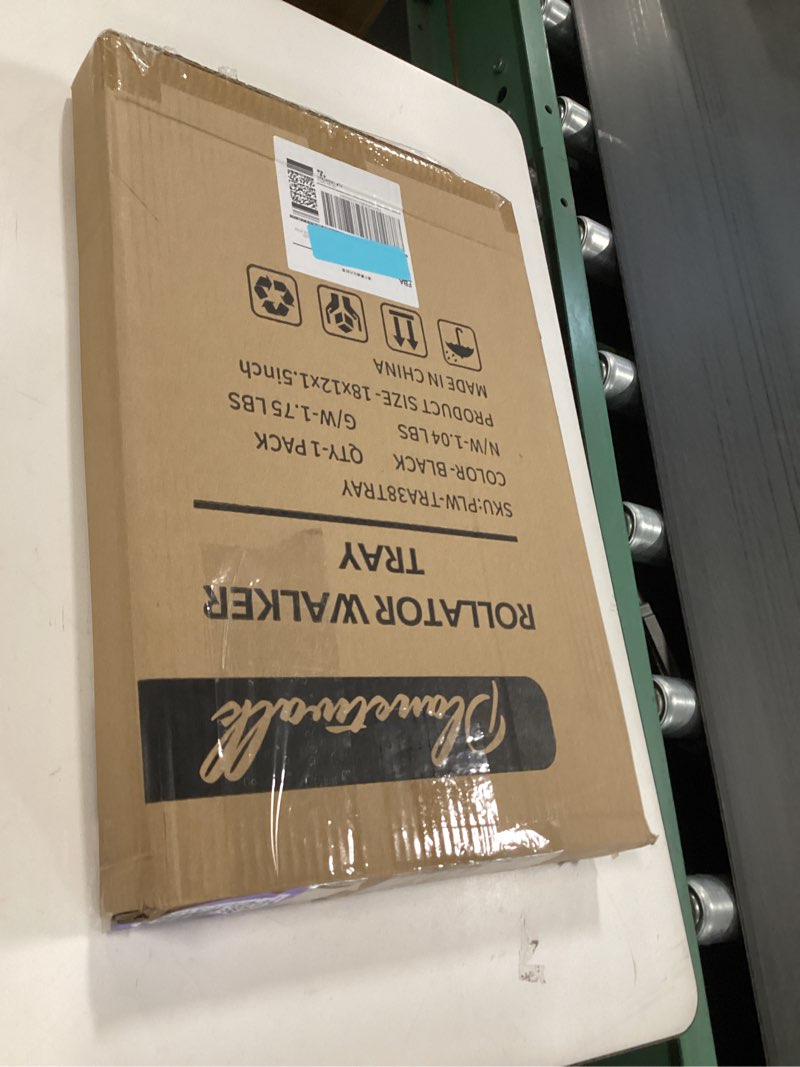 Planetwalk
ROLLATOR WALKER
TRAY
SKU:PLW-TRA38TRAY
COLOR-BLACK QTY-1 PACK
N/W-1.04 LBS G/W-1.75 LBS
PRODUCT SIZE-18x12x1.5inch
MADE IN CHINA
FBA